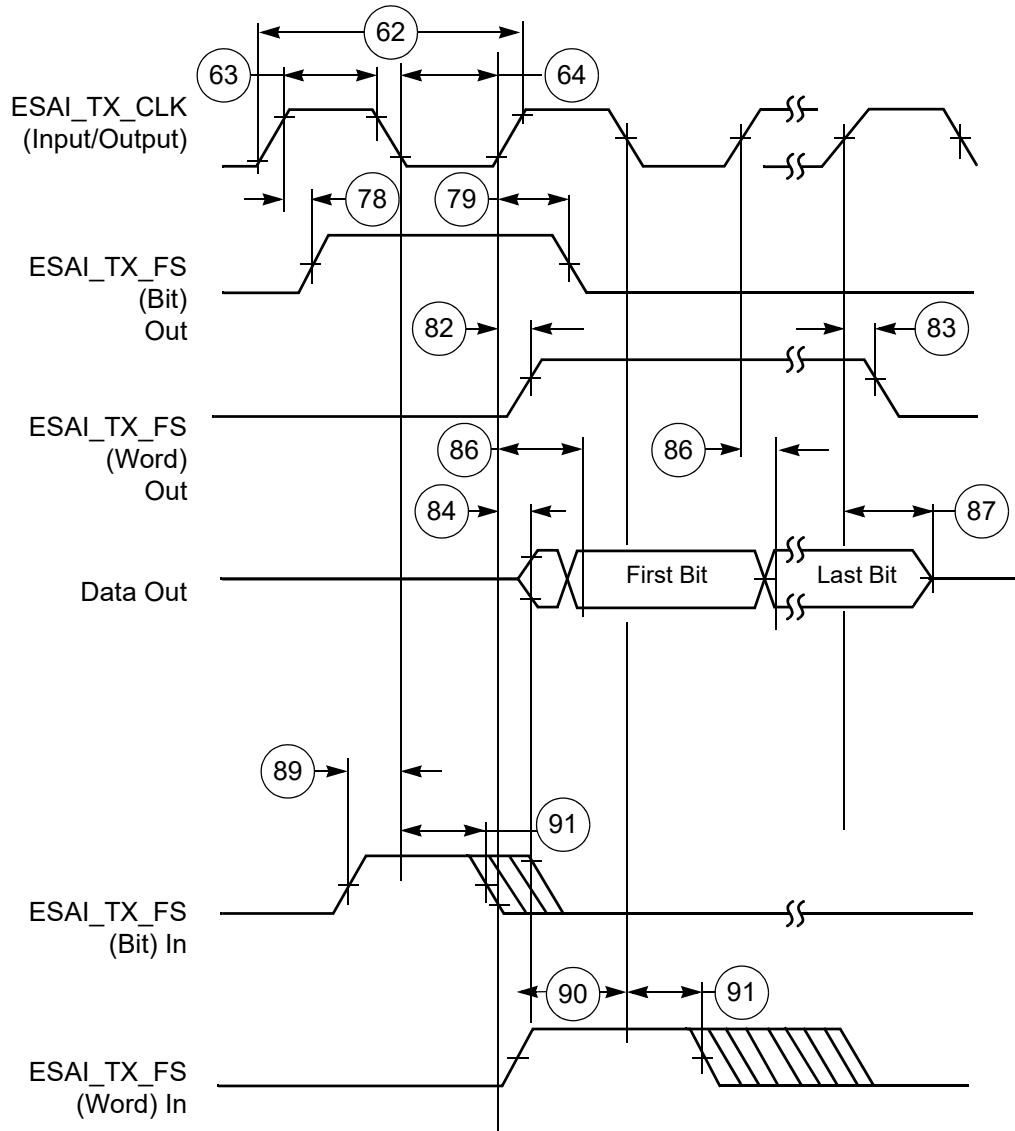 62
63
64
ESAI_TX_CLK
(Input/Output)
78
79
ESAI_TX_FS
(Bit)
Out
82
83
ESAI_TX_FS
(Word)
Out
86
86
84
87
Data Out
First Bit
Last Bit
89
91
ESAI_TX_FS
(Bit) In
90
91
ESAI_TX_FS
(Word) In